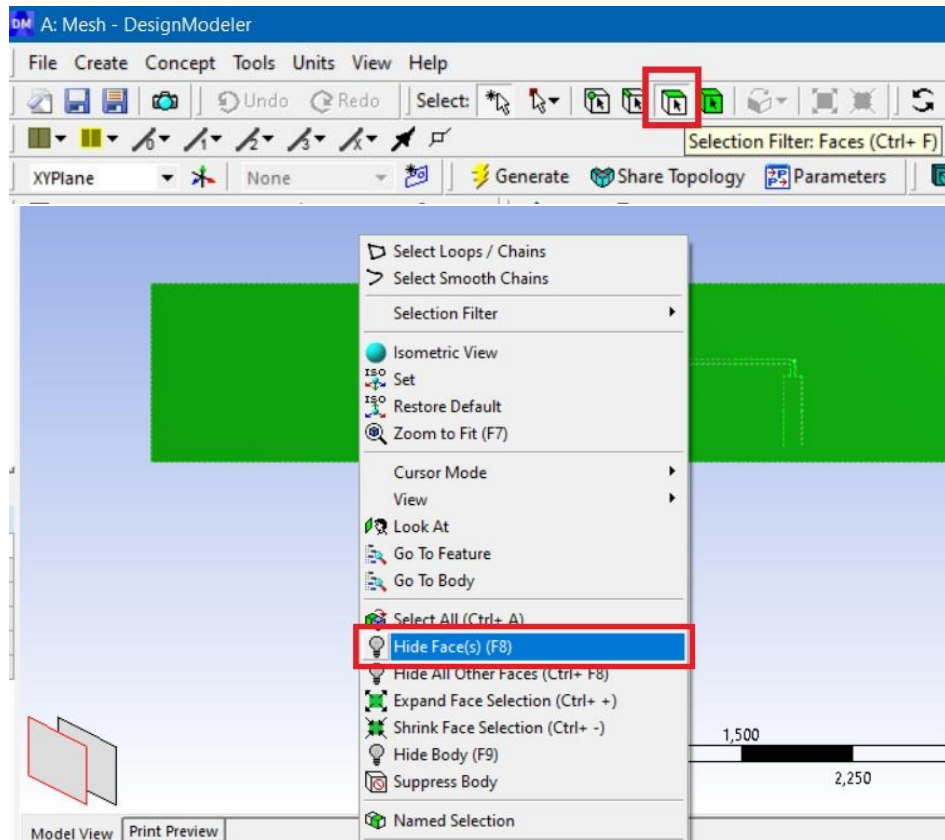 DM A: Mesh - DesignModeler
File Create Concept Tools Units View Help
Undo Redo Select:
Selection Filter: Faces (Ctrl+ F)
XYPlane None Generate Share Topology Parameters
Select Loops / Chains
Select Smooth Chains
Selection Filter
Isometric View
ISO Set
ISO Restore Default
Zoom to Fit (F7)
Cursor Mode
View
Look At
Go To Feature
Go To Body
Select All (Ctrl+ A)
Hide Face(s) (F8)
Hide All Other Faces (Ctrl+ F8)
Expand Face Selection (Ctrl+ +)
Shrink Face Selection (Ctrl+ -)
1,500
Hide Body (F9)
2,250
Suppress Body
Named Selection
Model View Print Preview